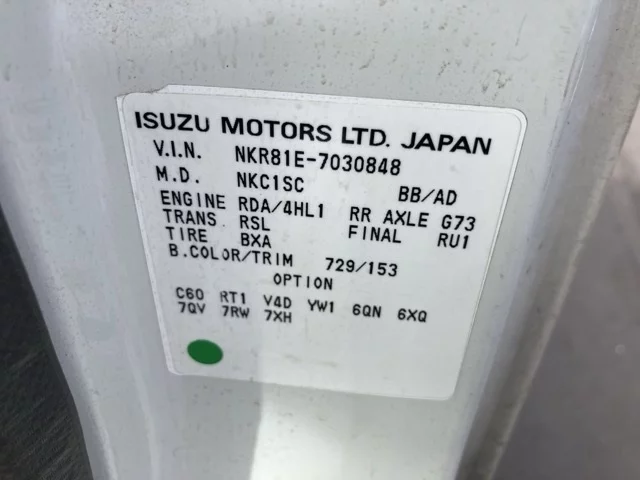 ISUZU MOTORS LTD. JAPAN
V.I.N. NKR81E-7030848
M.D. NKC1SC BB/AD
ENGINE RDA/4HL1 RR AXLE G73
TRANS. RSL FINAL RU1
TIRE BXA
B.COLOR/TRIM 729/153
OPTION
C60 RT1 V4D YW1 6QN 6XQ
7QV 7RW 7XH